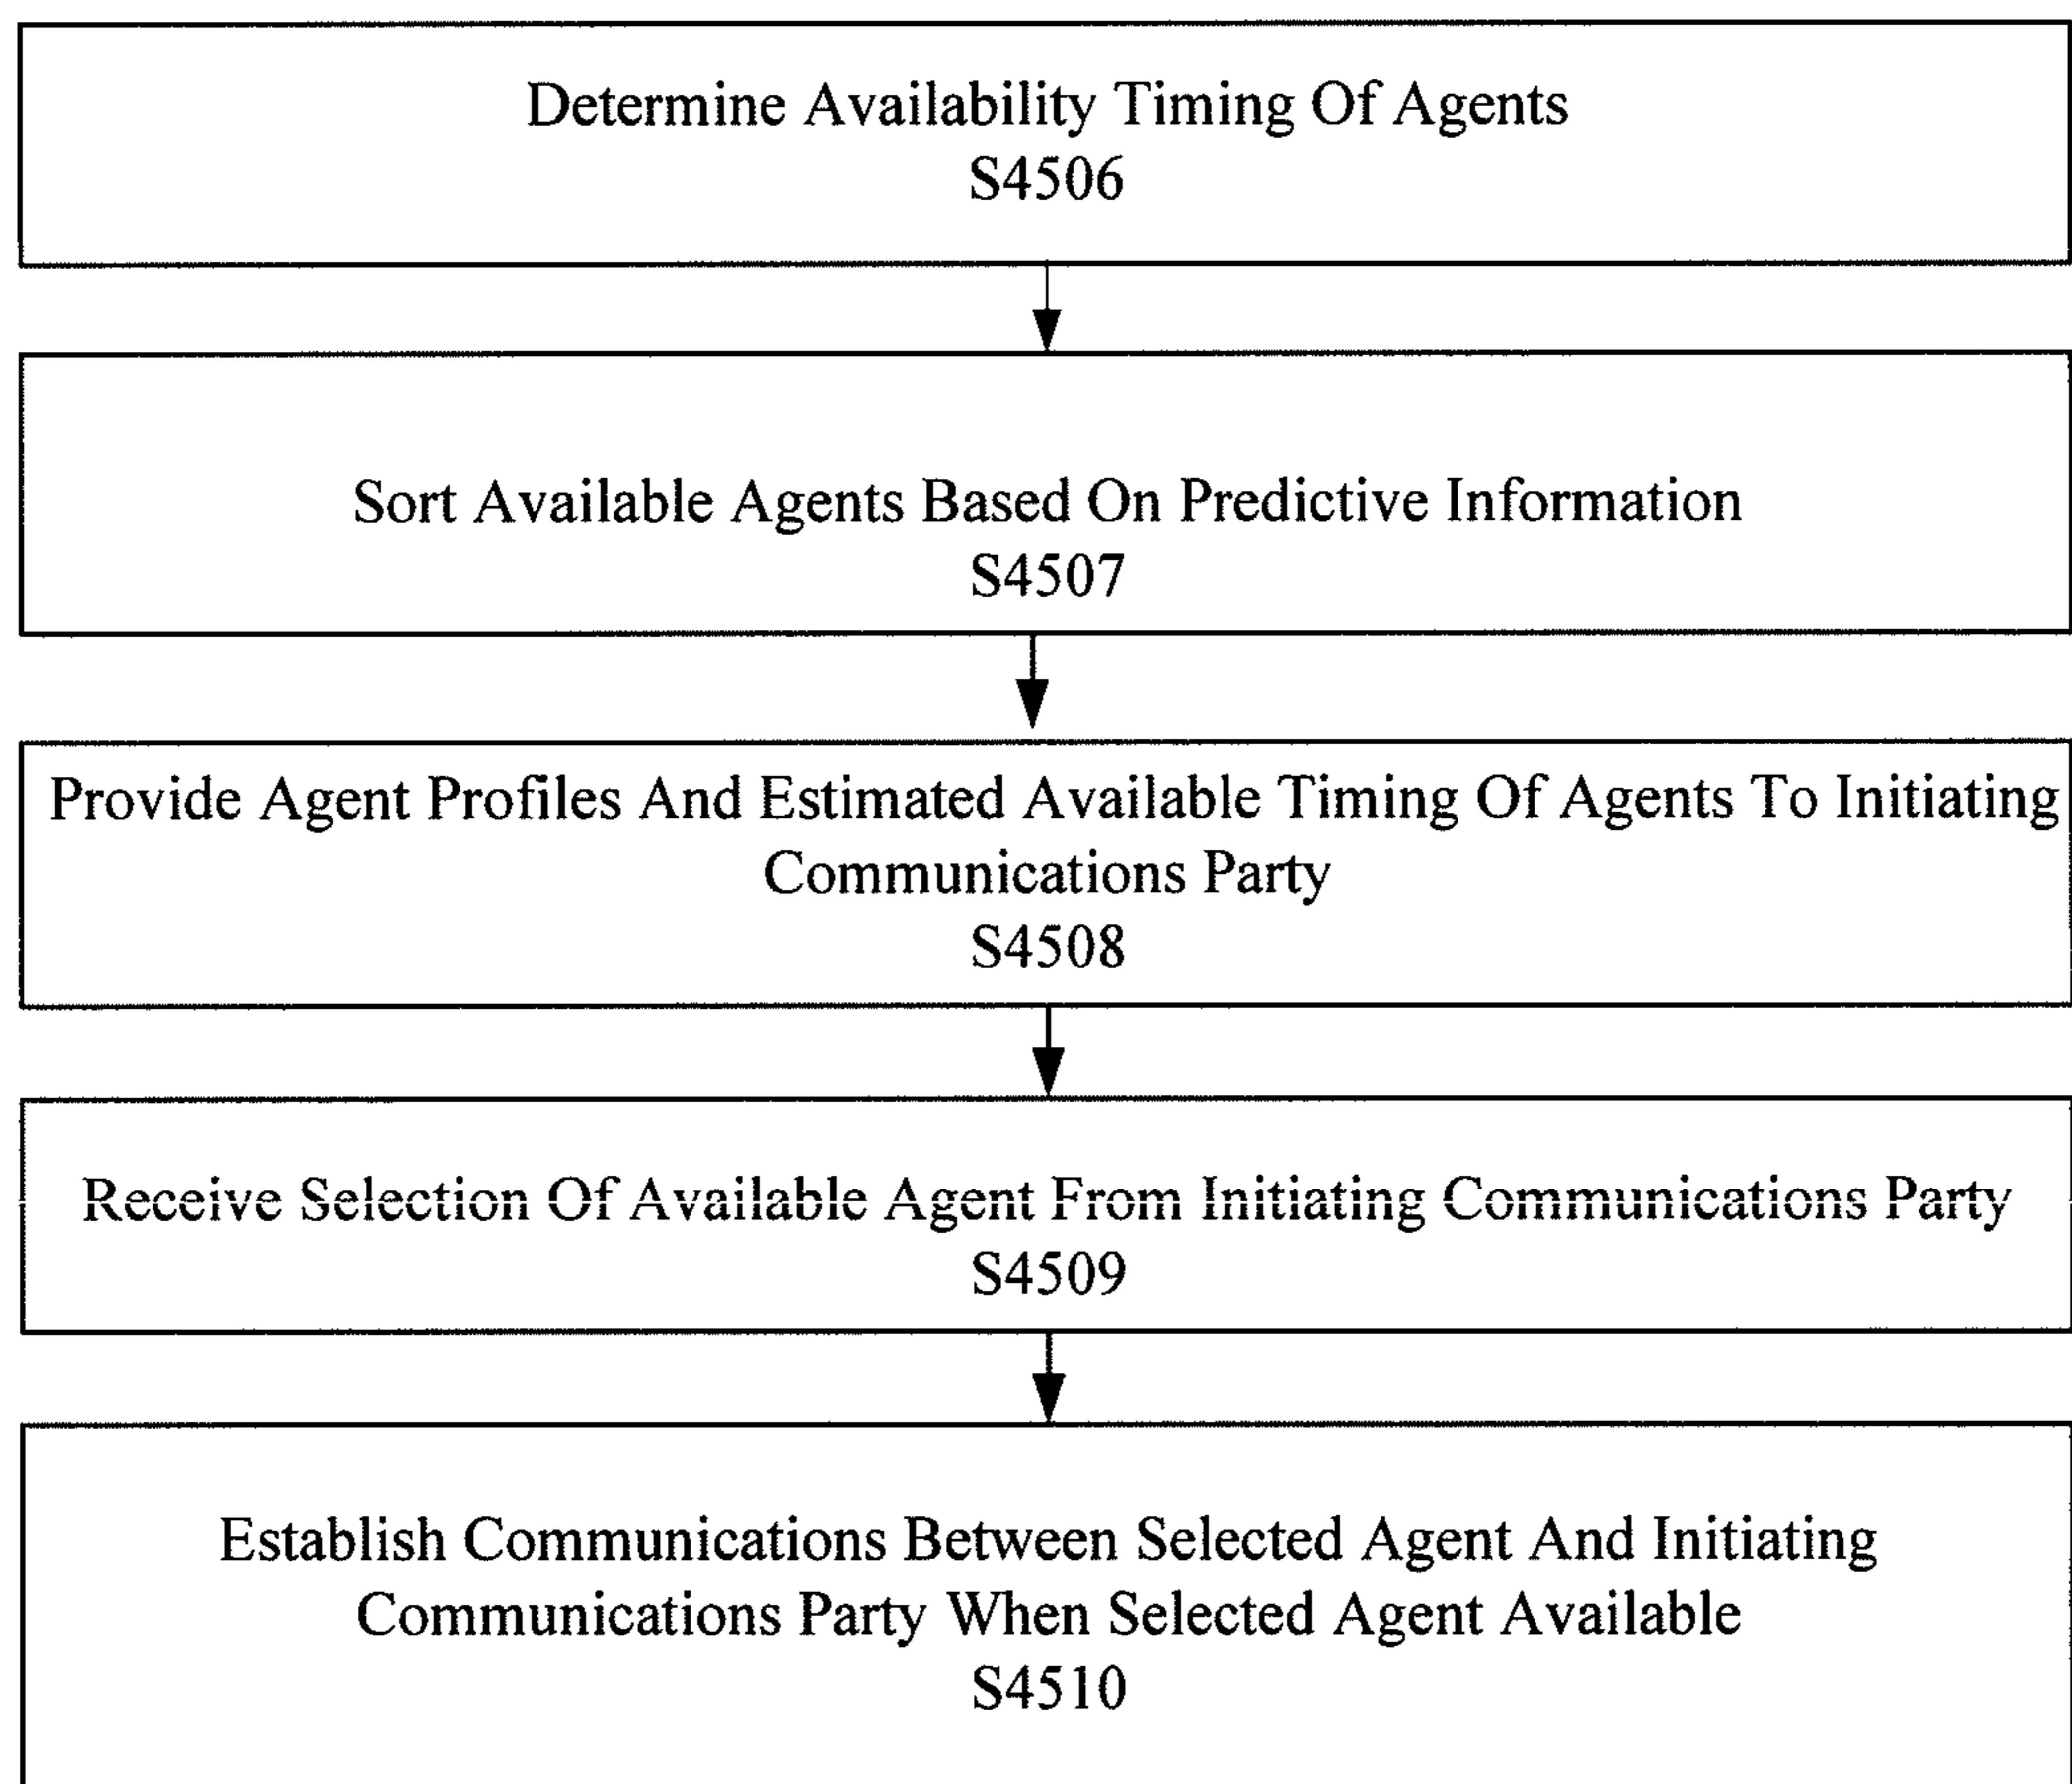 Determine Availability Timing Of Agents
S4506
Sort Available Agents Based On Predictive Information
S4507
Provide Agent Profiles And Estimated Available Timing Of Agents To Initiating
Communications Party
S4508
Receive Selection Of Available Agent From Initiating Communications Party
S4509
Establish Communications Between Selected Agent And Initiating
Communications Party When Selected Agent Available
S4510